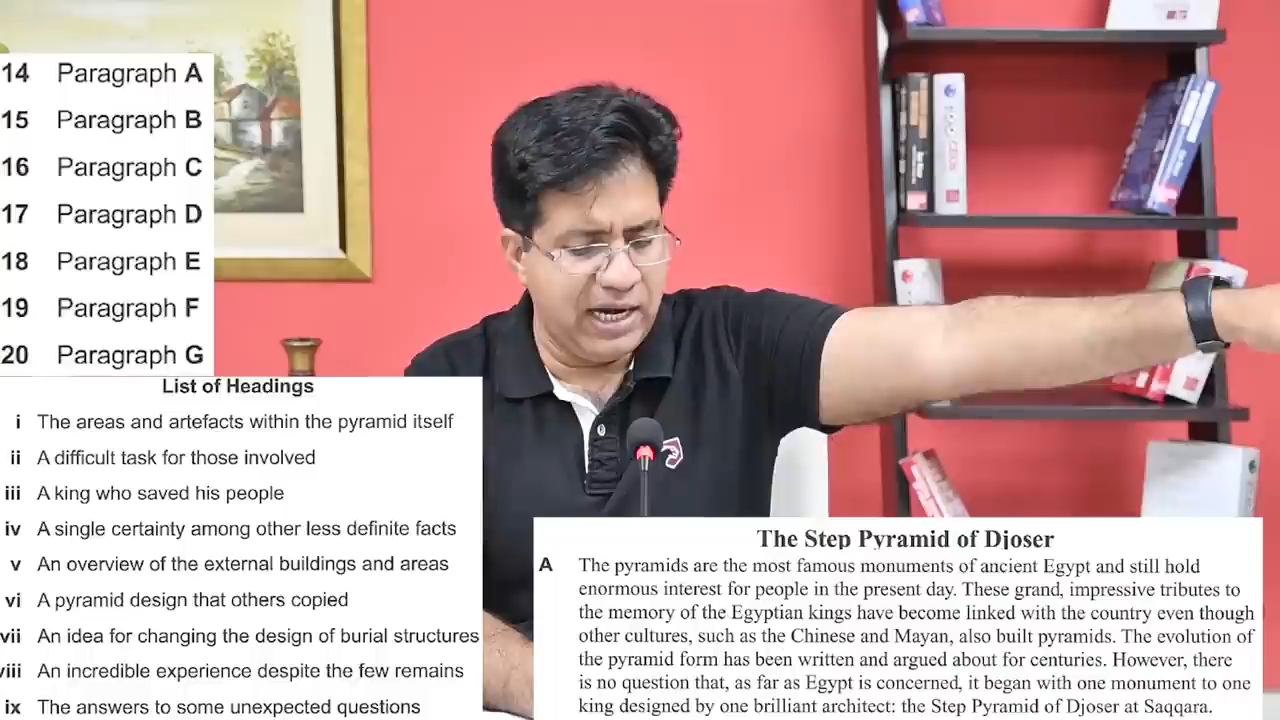 14 Paragraph A
15 Paragraph B
16 Paragraph C
17 Paragraph D
18 Paragraph E
19 Paragraph F
20 Paragraph G
List of Headings
i The areas and artefacts within the pyramid itself
ii A difficult task for those involved
iii A king who saved his people
iv A single certainty among other less definite facts
v An overview of the external buildings and areas
vi A pyramid design that others copied
vii An idea for changing the design of burial structures
viii An incredible experience despite the few remains
ix The answers to some unexpected questions
The Step Pyramid of Djoser
A The pyramids are the most famous monuments of ancient Egypt and still hold
enormous interest for people in the present day. These grand, impressive tributes to
the memory of the Egyptian kings have become linked with the country even though
other cultures, such as the Chinese and Mayan, also built pyramids. The evolution of
the pyramid form has been written and argued about for centuries. However, there
is no question that, as far as Egypt is concerned, it began with one monument to one
king designed by one brilliant architect: the Step Pyramid of Djoser at Saqqara.